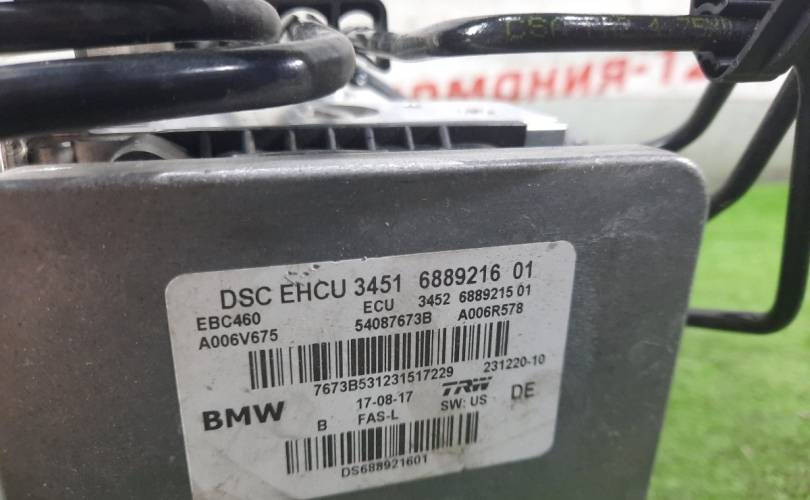 DSC EHCU 3451 6889216 01
EBC460 ECU 3452 6889215 01
A006V675 54087673B A006R578
7673B531231517229 231220-10
BMW B 17-08-17 TRW DE
FAS-L SW: US
DS688921601